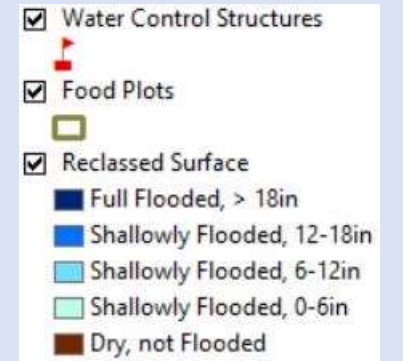 Water Control Structures
Food Plots
Reclassed Surface
Full Flooded, > 18in
Shallowly Flooded, 12-18in
Shallowly Flooded, 6-12in
Shallowly Flooded, 0-6in
Dry, not Flooded